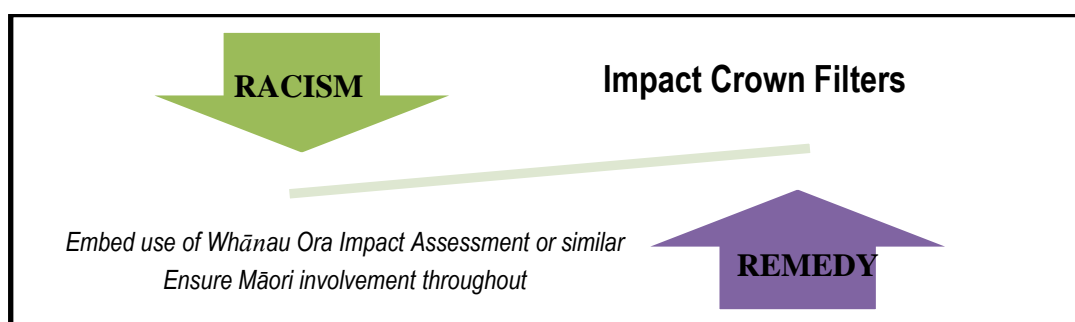 RACISM
Impact Crown Filters
Embed use of Whānau Ora Impact Assessment or similar
Ensure Māori involvement throughout
REMEDY